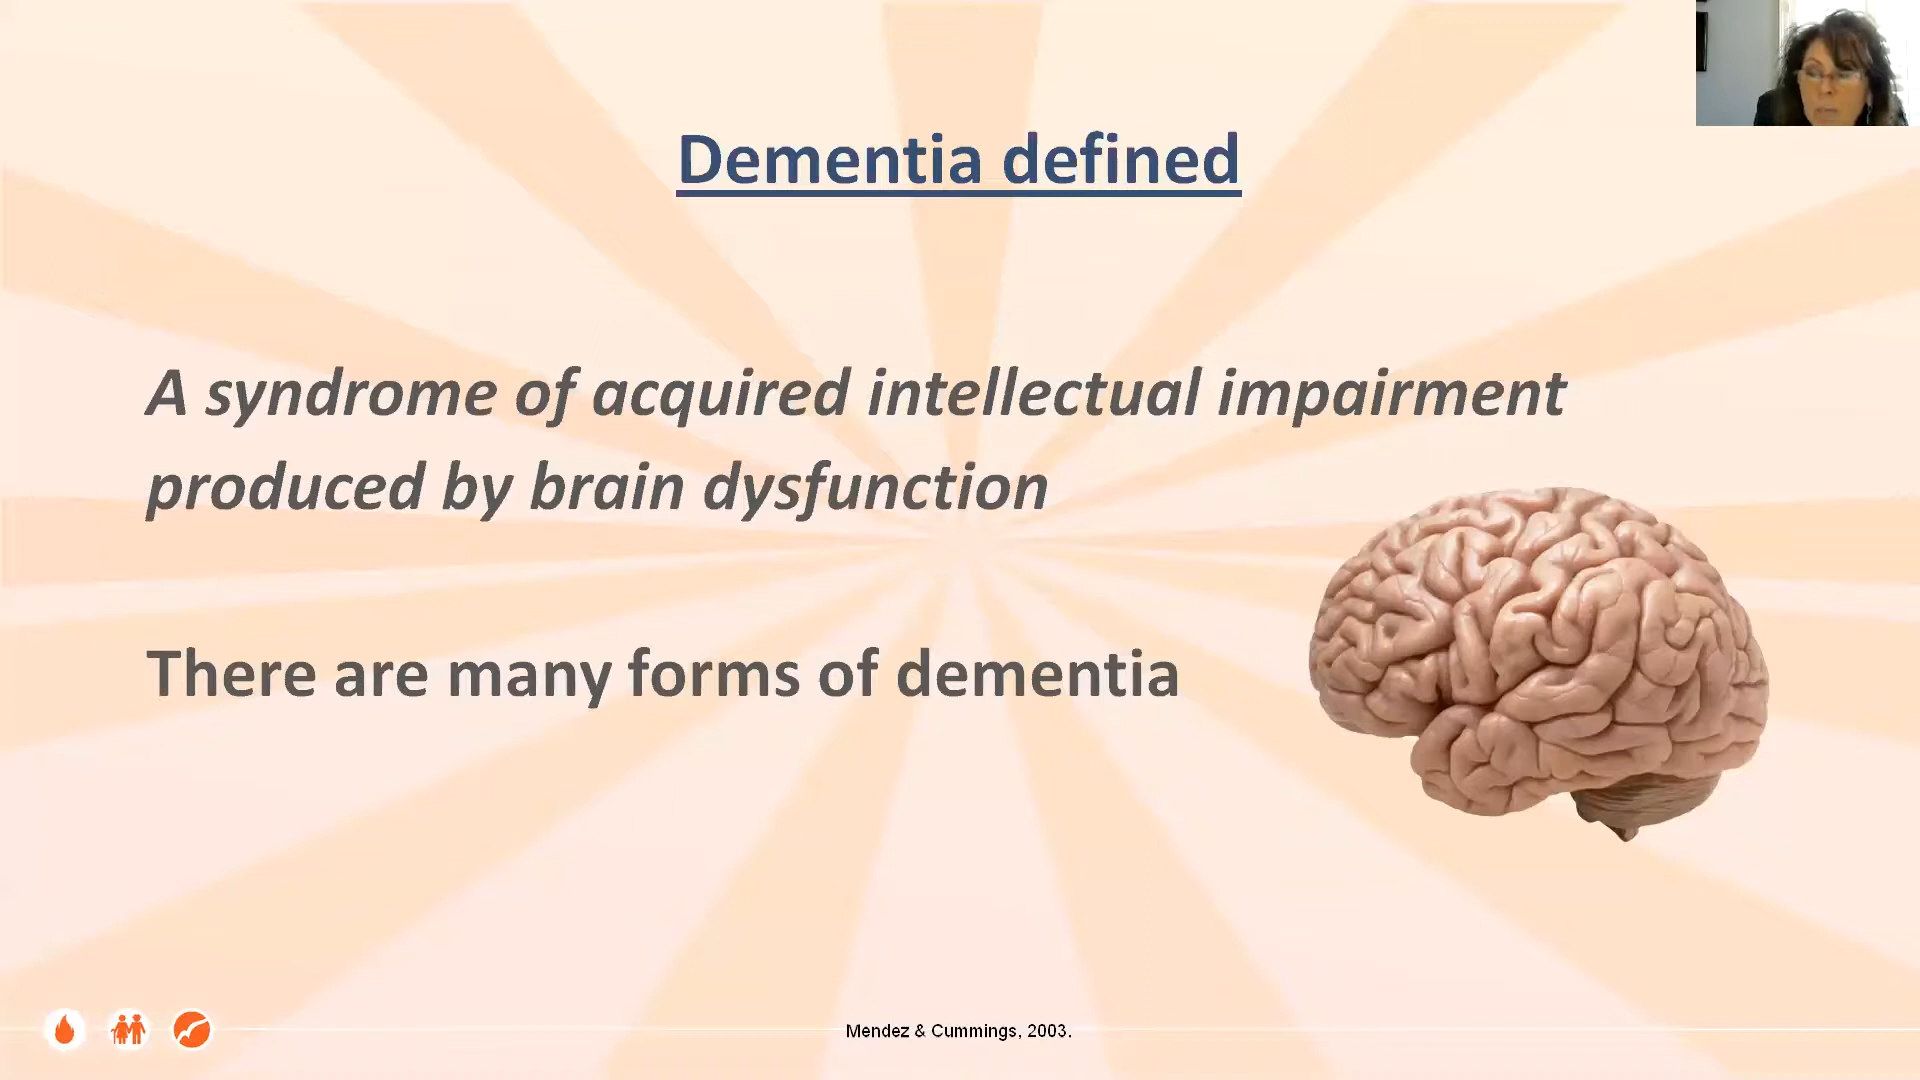 Dementia defined
A syndrome of acquired intellectual impairment
produced by brain dysfunction
There are many forms of dementia
Mendez & Cummings, 2003.